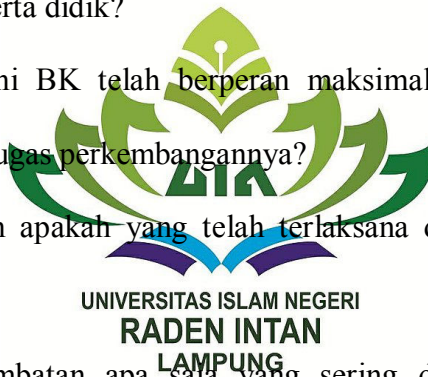 erta didik?
ni BK telah berperan maksimal
ugas perkembangannya?
apakah yang telah terlaksana
UNIVERSITAS ISLAM NEGERI
RADEN INTAN
LAMPUNG
mbatan apa saja yang sering d